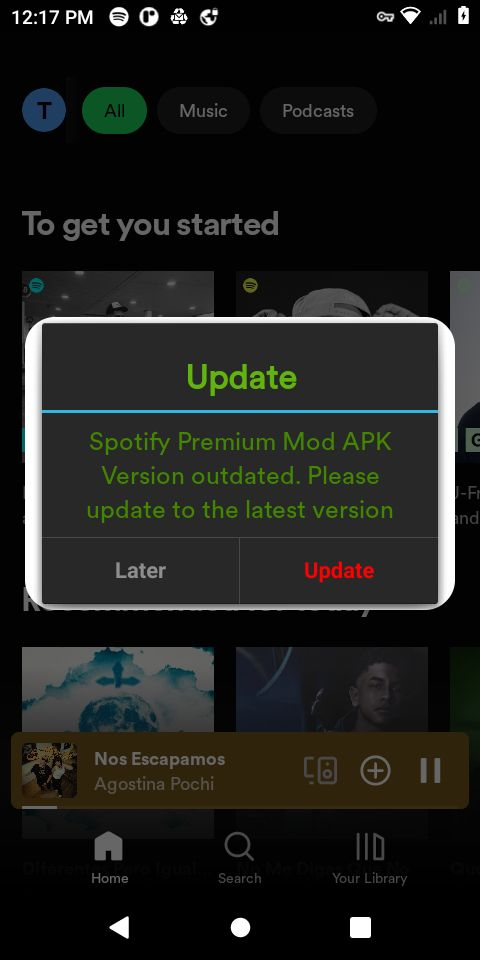 12:17 PM
T
All
Music
Podcasts
To get you started
Update
Spotify Premium Mod APK
Version outdated. Please
update to the latest version
Later
Update
Nos Escapamos
Agostina Pochi
Home
Search
Your Library